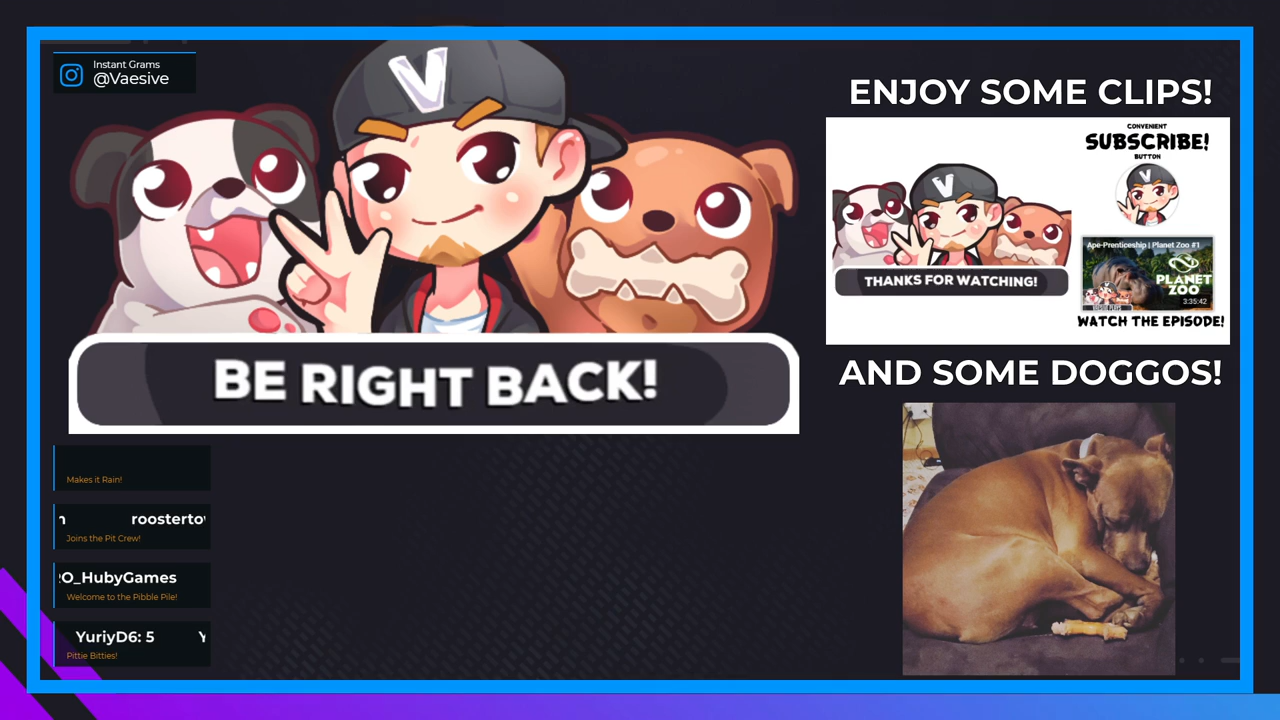 Instant Grams
@Vaesive
V
BE RIGHT BACK!
Makes it Rain!
roosterto
Joins the Pit Crew!
O_HubyGames
Welcome to the Pibble Pile!
YuriyD6: 5
Pittie Bitties!
ENJOY SOME CLIPS!
CONVENIENT
SUBSCRIBE!
BUTTON
V
V
THANKS FOR WATCHING!
Ape-Prenticeship | Planet Zoo #1
PLANET
ZOO
3:35:42
WATCH THE EPISODE!
AND SOME DOGGOS!